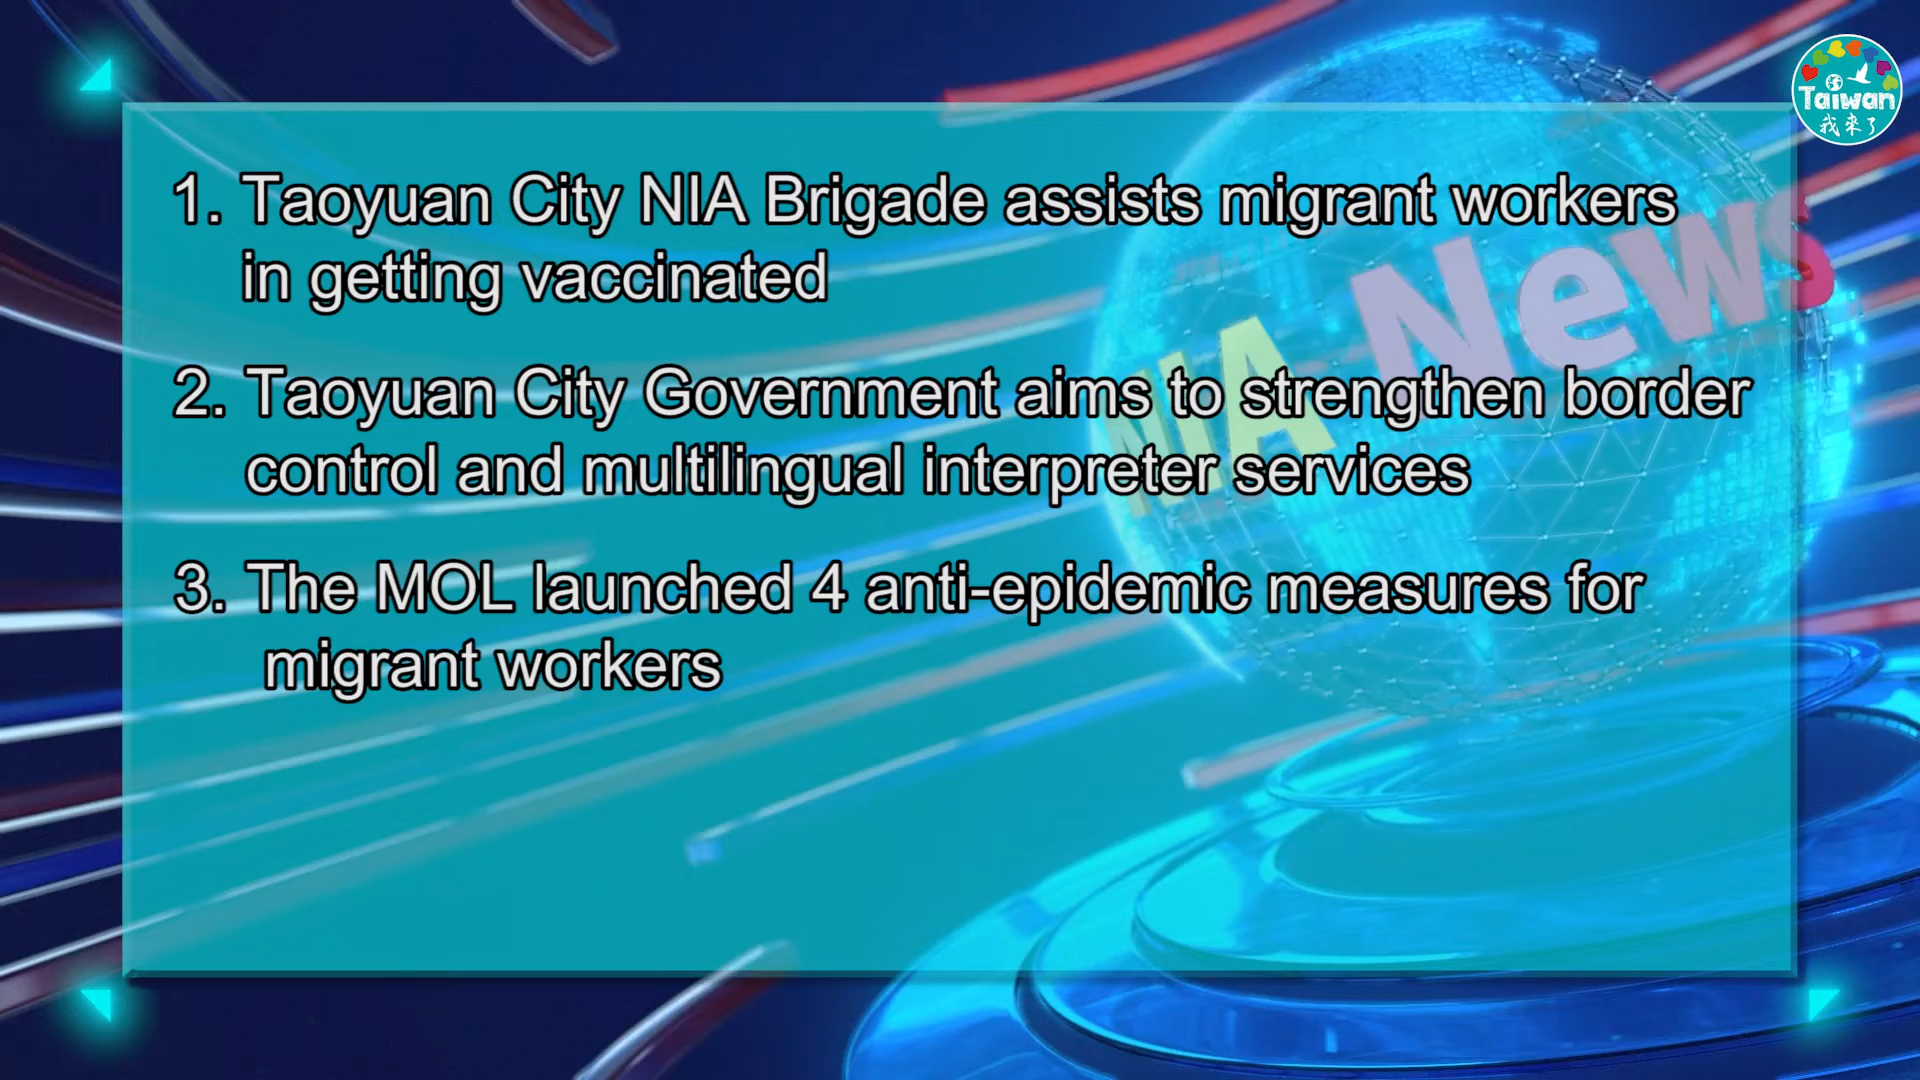 Taiwan
我來了
1. Taoyuan City NIA Brigade assists migrant workers
in getting vaccinated
NIA News
2. Taoyuan City Government aims to strengthen border
control and multilingual interpreter services
3. The MOL launched 4 anti-epidemic measures for
migrant workers